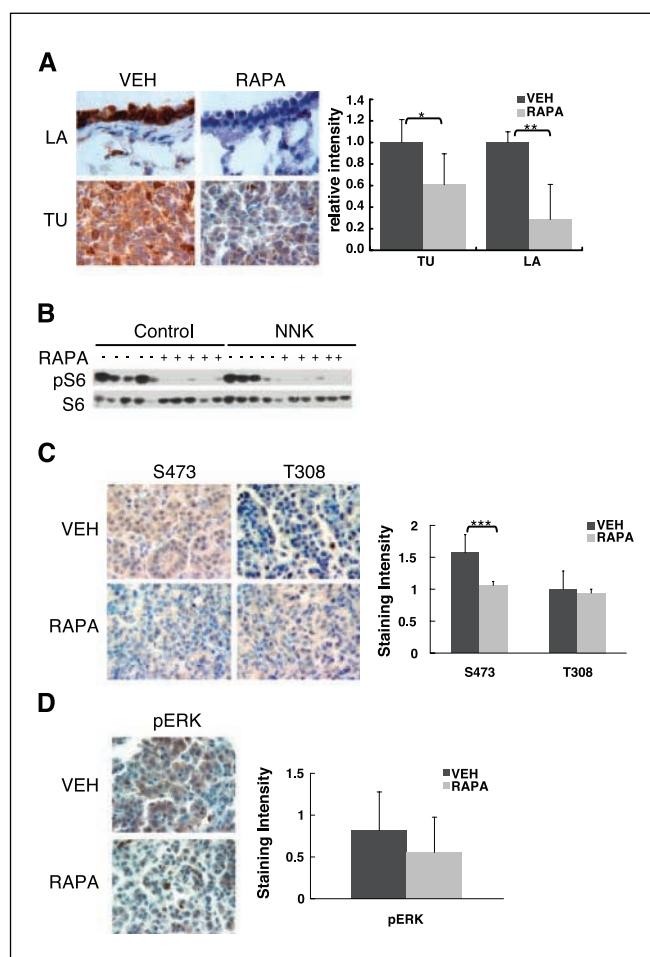 A
VEH RAPA
LA
TU
relative intensity
1.4
1.2
1.0
0.8
0.6
0.4
0.2
0.0
VEH
RAPA
*
**
TU LA
B
Control NNK
RAPA - - - - - + + + + + - - - - - + + + + +
pS6
S6
C
S473 T308
VEH
RAPA
Staining Intensity
2
1.5
1
0.5
0
VEH
RAPA
***
S473 T308
D
pERK
VEH
RAPA
Staining Intensity
1.5
1
0.5
0
VEH
RAPA
pERK